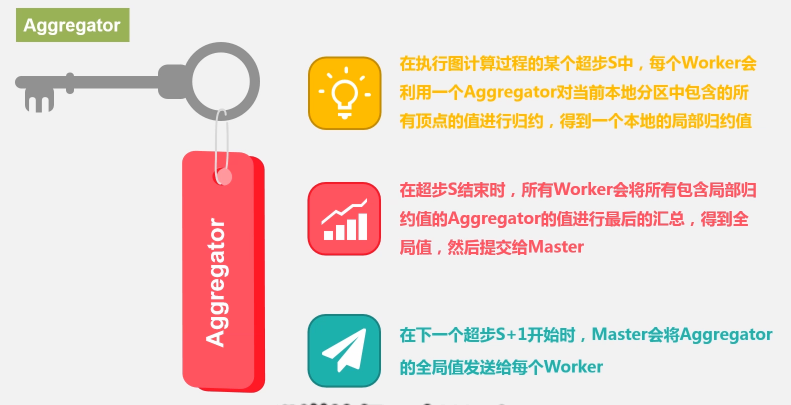 Aggregator
在执行图计算过程的某个超步S中，每个Worker会
利用一个Aggregator对当前本地分区中包含的所
有顶点的值进行归约，得到一个本地的局部归约值
在超步S结束时，所有Worker会将所有包含局部归
约值的Aggregator的值进行最后的汇总，得到全
局值，然后提交给Master
Aggregator
在下一个超步S+1开始时，Master会将Aggregator
的全局值发送给每个Worker